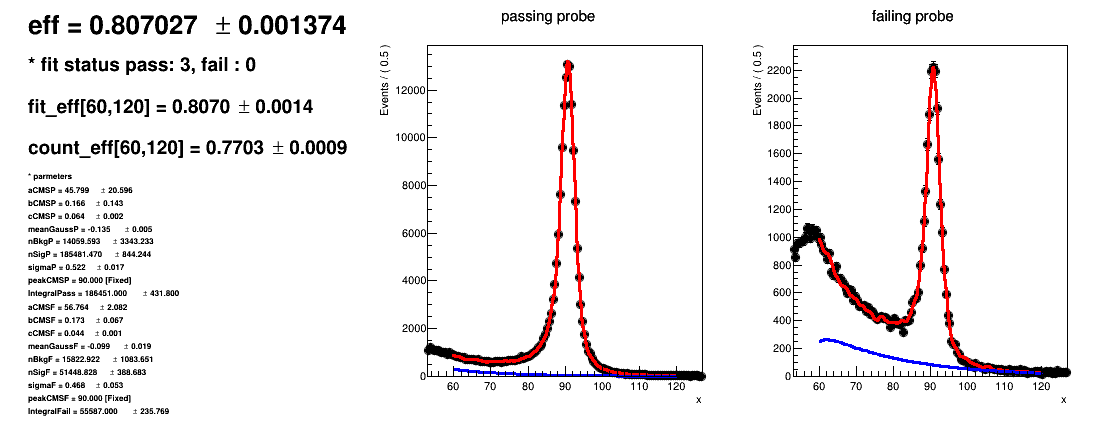 eff = 0.807027 ± 0.001374
* fit status pass: 3, fail : 0
fit_eff[60,120] = 0.8070 ± 0.0014
count_eff[60,120] = 0.7703 ± 0.0009
* parmeters
aCMSP = 45.799 ± 20.596
bCMSP = 0.166 ± 0.143
cCMSP = 0.064 ± 0.002
meanGaussP = -0.135 ± 0.005
nBkgP = 14059.593 ± 3343.233
nSigP = 185481.470 ± 844.244
sigmaP = 0.522 ± 0.017
peakCMSP = 90.000 [Fixed]
IntegralPass = 186451.000 ± 431.800
aCMSF = 56.764 ± 2.082
bCMSF = 0.173 ± 0.067
cCMSF = 0.044 ± 0.001
meanGaussF = -0.099 ± 0.019
nBkgF = 15822.922 ± 1083.651
nSigF = 51448.828 ± 388.683
sigmaF = 0.468 ± 0.053
peakCMSF = 90.000 [Fixed]
IntegralFail = 55587.000 ± 235.769
passing probe
Events / ( 0.5 )
12000
10000
8000
6000
4000
2000
0
60 70 80 90 100 110 120
x
failing probe
Events / ( 0.5 )
2200
2000
1800
1600
1400
1200
1000
800
600
400
200
0
60 70 80 90 100 110 120
x